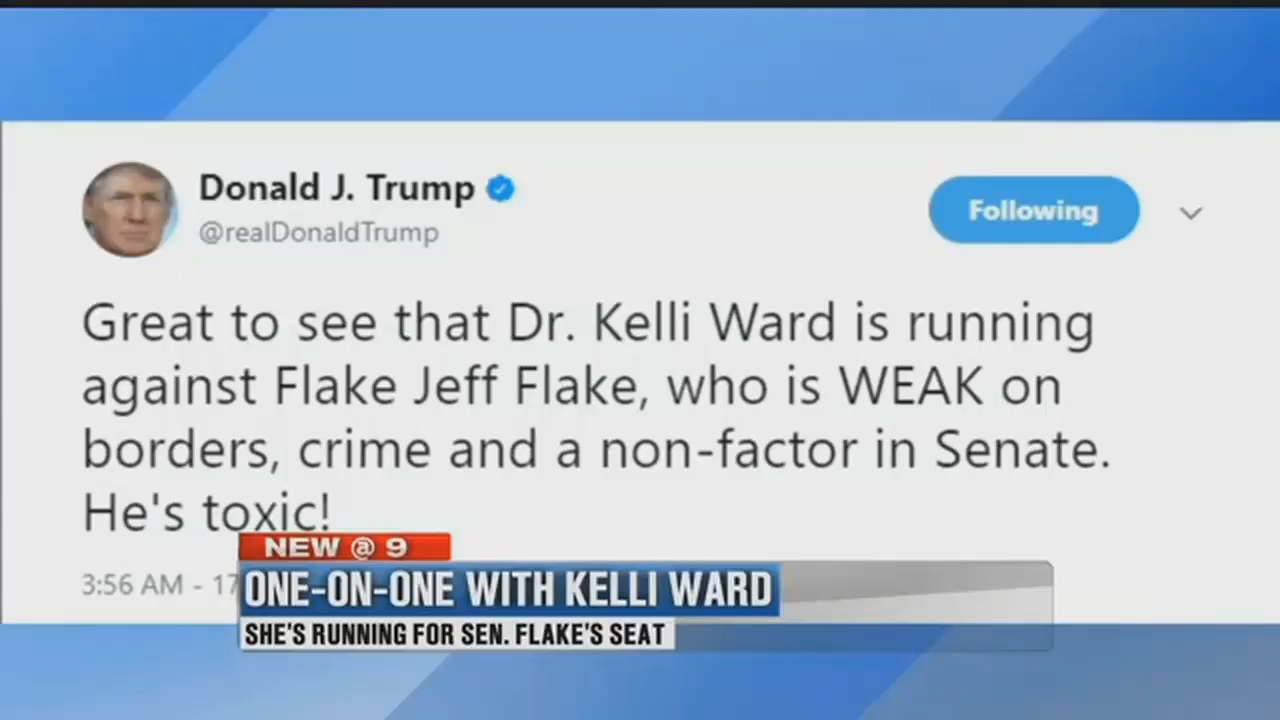 Donald J. Trump
@realDonaldTrump
Following
Great to see that Dr. Kelli Ward is running
against Flake Jeff Flake, who is WEAK on
borders, crime and a non-factor in Senate.
He's toxic!
3:56 AM - 17
NEW @ 9
ONE-ON-ONE WITH KELLI WARD
SHE'S RUNNING FOR SEN. FLAKE'S SEAT